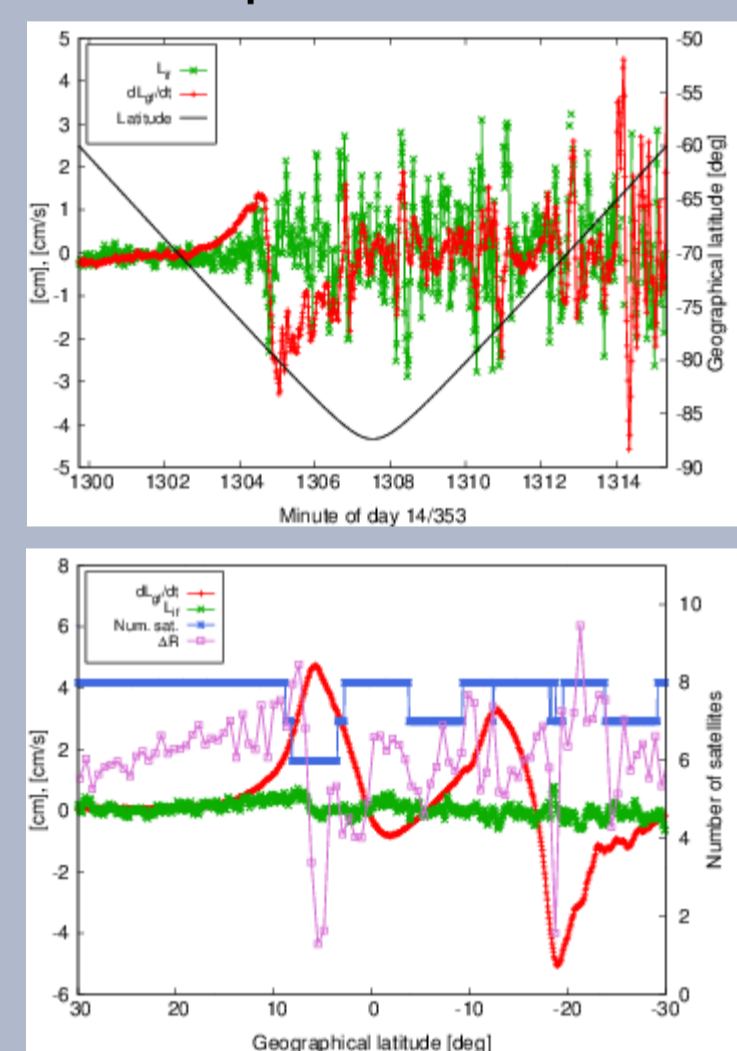 5
4
3
2
1
0
-1
-2
-3
-4
-5
[cm], [cm/s]
L_if
dL_gf/dt
Latitude
-50
-55
-60
-65
-70
-75
-80
-85
-90
Geographical latitude [deg]
1300 1302 1304 1306 1308 1310 1312 1314
Minute of day 14/353
8
6
4
2
0
-2
-4
-6
[cm], [cm/s]
dL_gf/dt
L_if
Num. sat.
ΔR
10
8
6
4
2
0
Number of satellites
30 20 10 0 -10 -20 -30
Geographical latitude [deg]